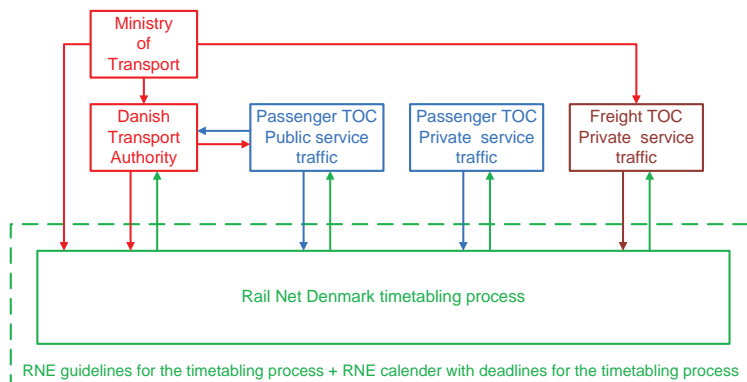 Ministry
of
Transport
Danish
Transport
Authority
Passenger TOC
Public service
traffic
Passenger TOC
Private service
traffic
Freight TOC
Private service
traffic
Rail Net Denmark timetabling process
RNE guidelines for the timetabling process + RNE calender with deadlines for the timetabling process